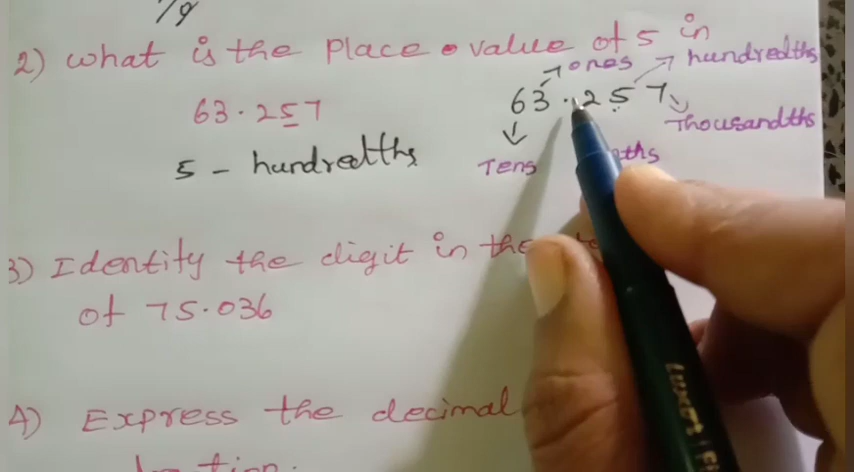 2) What is the Place value of 5 in
63.257
63.257
ones
hundredths
Thousandths
Tens
5 - hundredths
3) Identify the digit in the
of 75.036
4) Express the decimal